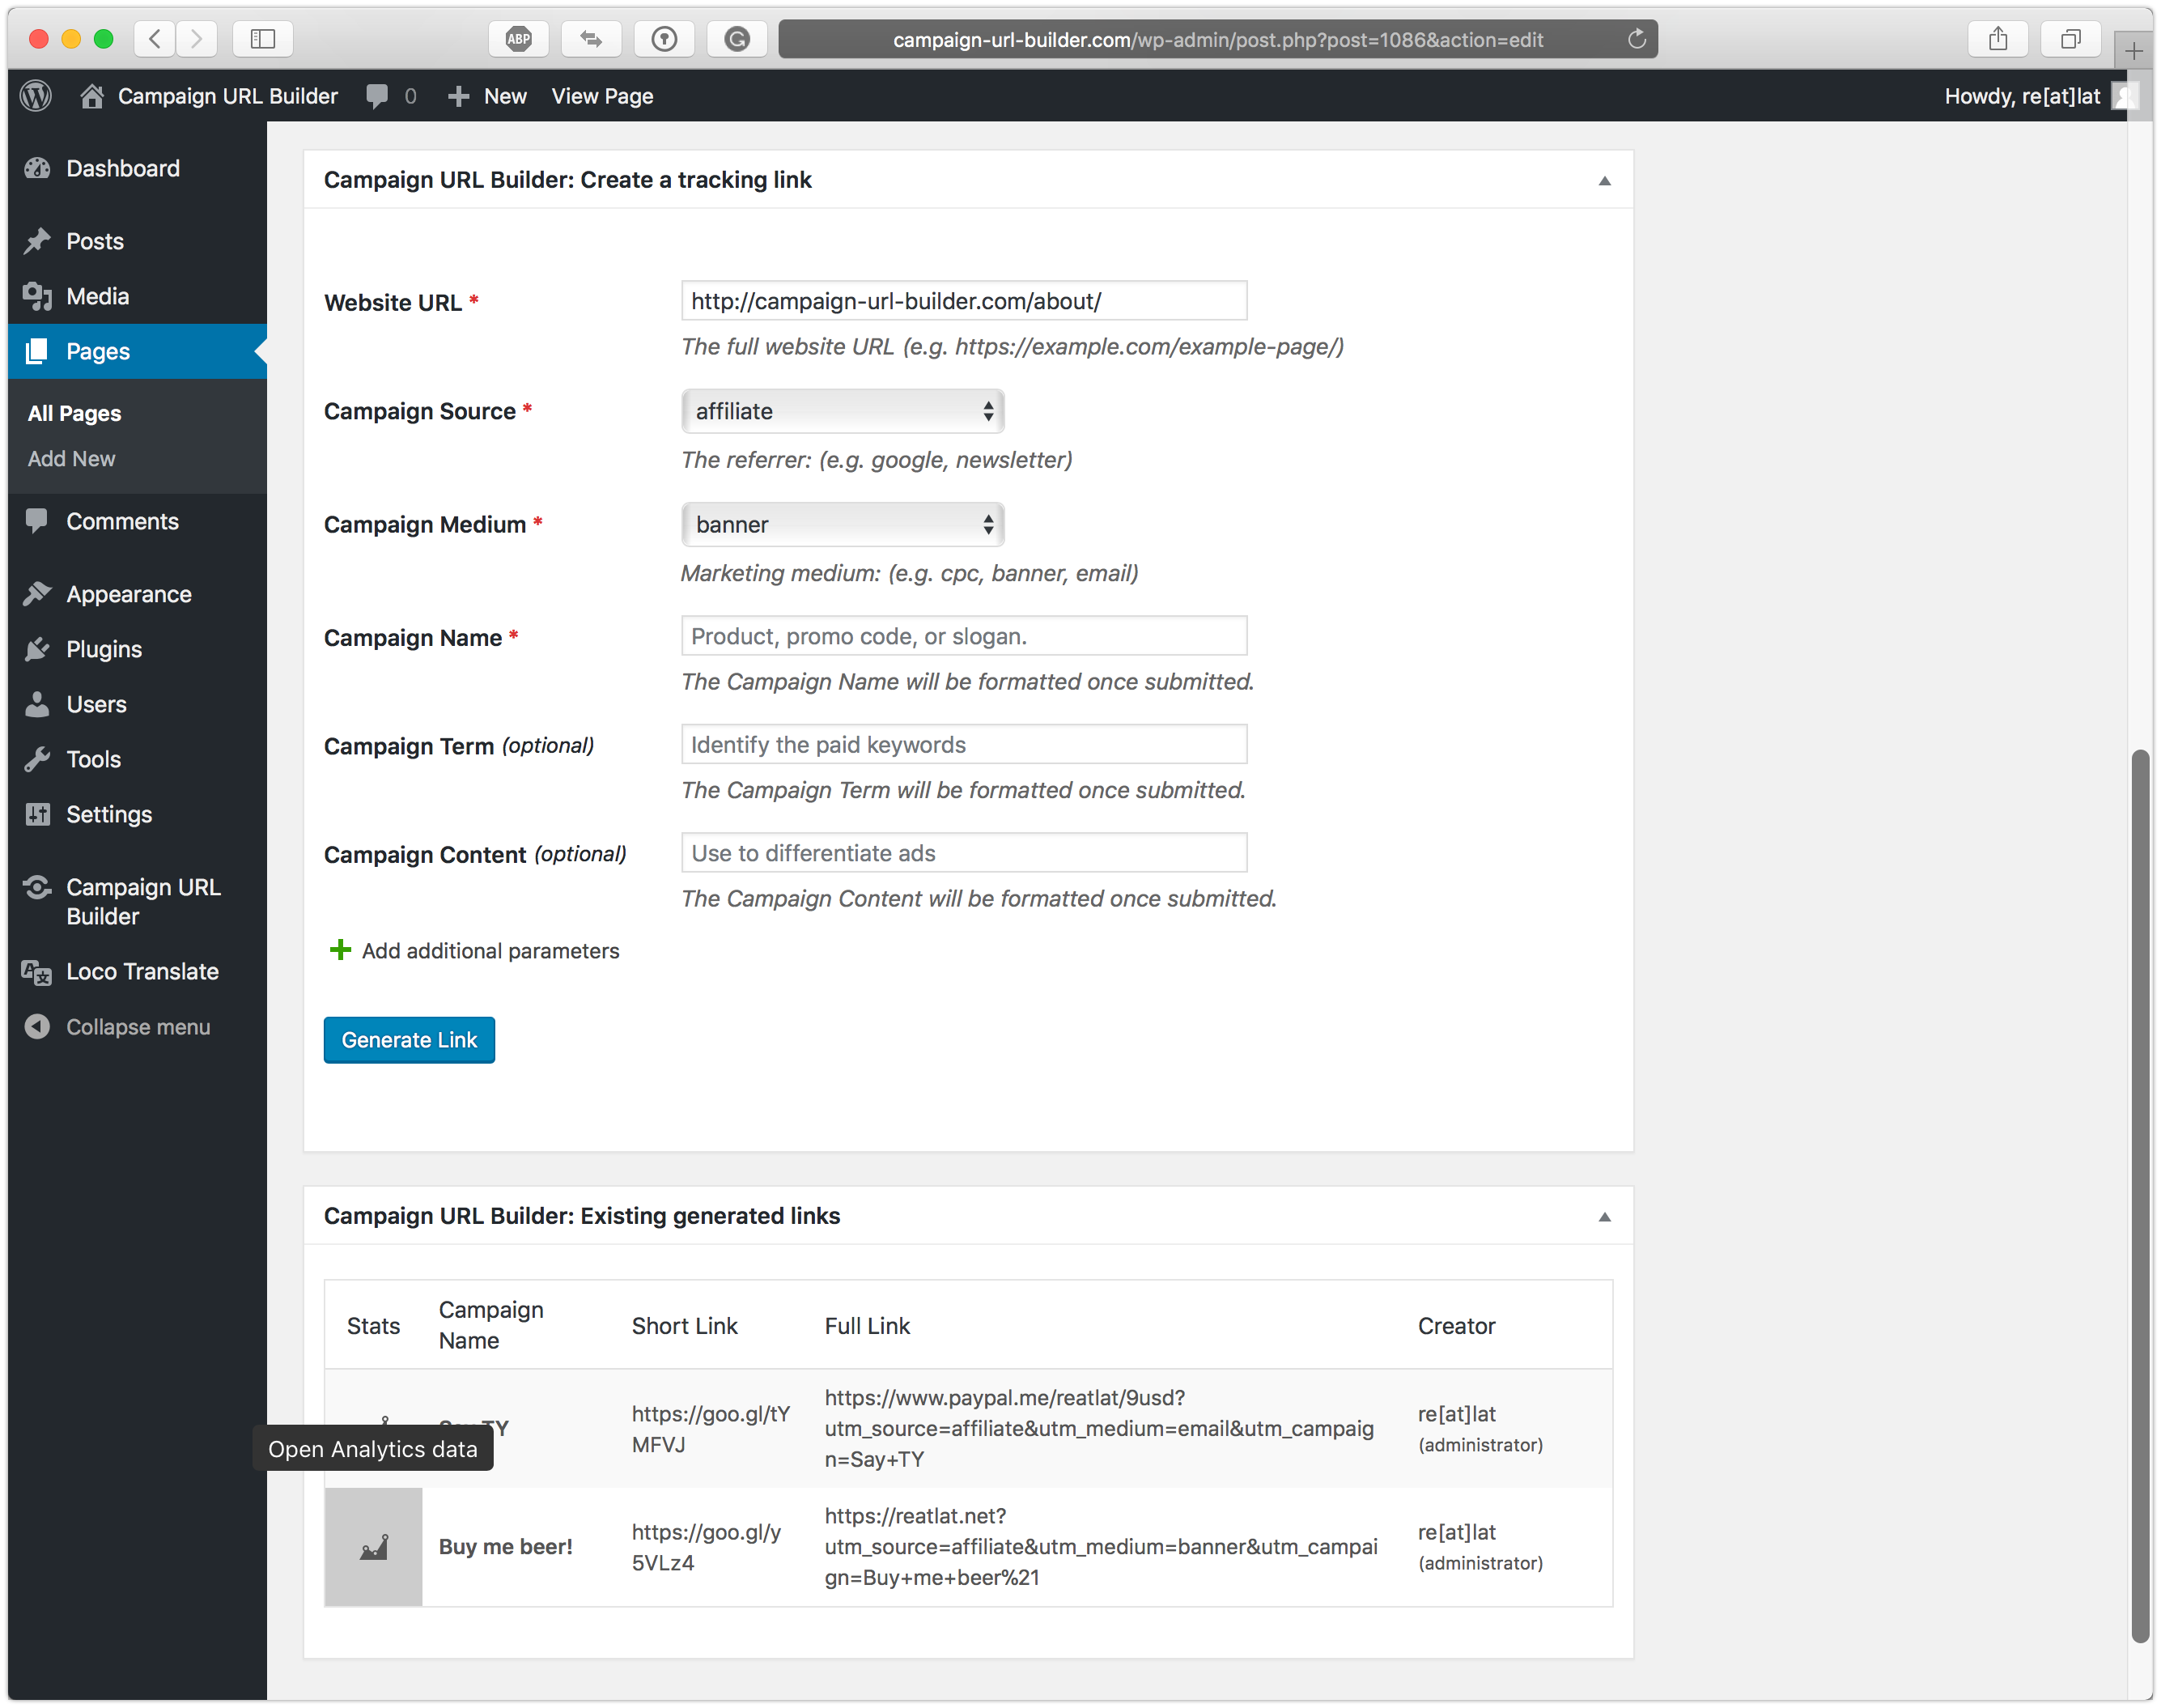 ABP
campaign-url-builder.com/wp-admin/post.php?post=1086&action=edit
Campaign URL Builder 0 New View Page Howdy, re[at]lat
Dashboard
Posts
Media
Pages
All Pages
Add New
Comments
Appearance
Plugins
Users
Tools
Settings
Campaign URL
Builder
Loco Translate
Collapse menu
Campaign URL Builder: Create a tracking link
Website URL * http://campaign-url-builder.com/about/
The full website URL (e.g. https://example.com/example-page/)
Campaign Source * affiliate
The referrer: (e.g. google, newsletter)
Campaign Medium * banner
Marketing medium: (e.g. cpc, banner, email)
Campaign Name * Product, promo code, or slogan.
The Campaign Name will be formatted once submitted.
Campaign Term (optional) Identify the paid keywords
The Campaign Term will be formatted once submitted.
Campaign Content (optional) Use to differentiate ads
The Campaign Content will be formatted once submitted.
Add additional parameters
Generate Link
Campaign URL Builder: Existing generated links
Stats
Campaign
Name
Short Link
Full Link
Creator
TY
Open Analytics data
https://goo.gl/tY
MFVJ
https://www.paypal.me/reatlat/9usd?
utm_source=affiliate&utm_medium=email&utm_campaig
n=Say+TY
re[at]lat
(administrator)
Buy me beer!
https://goo.gl/y
5VLz4
https://reatlat.net?
utm_source=affiliate&utm_medium=banner&utm_campai
gn=Buy+me+beer%21
re[at]lat
(administrator)